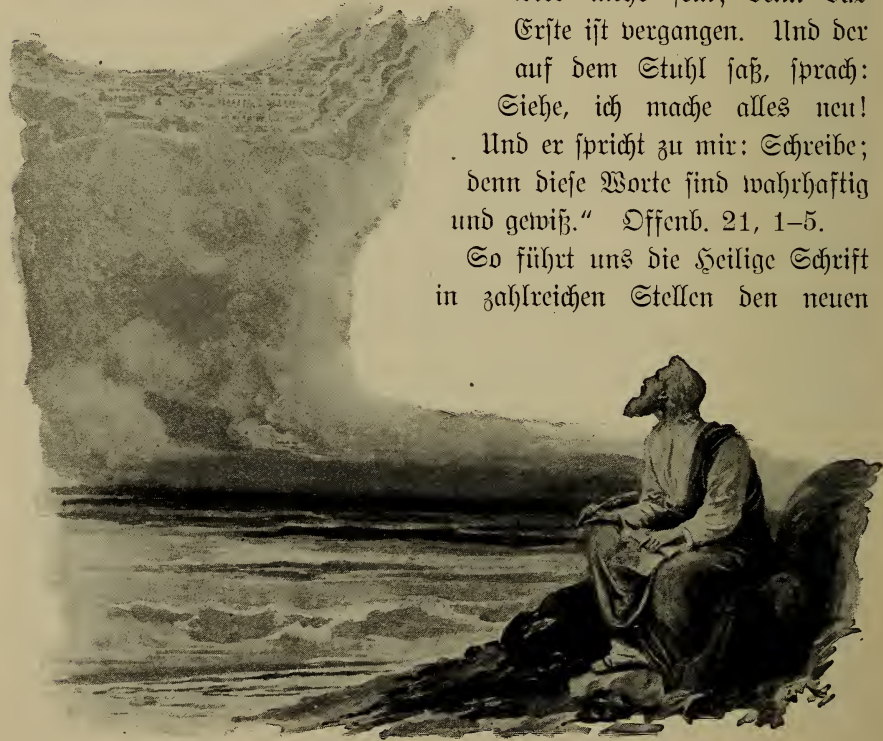 Erste ist vergangen. Und der
auf dem Stuhl saß, sprach:
Siehe, ich mache alles neu!
Und er spricht zu mir: Schreibe;
denn diese Worte sind wahrhaftig
und gewiß.“ Offenb. 21, 1–5.
So führt uns die Heilige Schrift
in zahlreichen Stellen den neuen